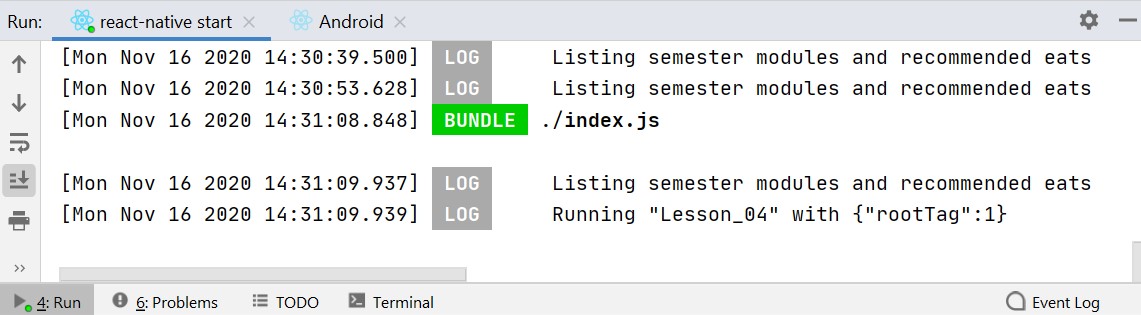 Run: react-native start Android
[Mon Nov 16 2020 14:30:39.500] LOG Listing semester modules and recommended eats
[Mon Nov 16 2020 14:30:53.628] LOG Listing semester modules and recommended eats
[Mon Nov 16 2020 14:31:08.848] BUNDLE ./index.js
[Mon Nov 16 2020 14:31:09.937] LOG Listing semester modules and recommended eats
[Mon Nov 16 2020 14:31:09.939] LOG Running "Lesson_04" with {"rootTag":1}
4: Run 6: Problems TODO Terminal Event Log